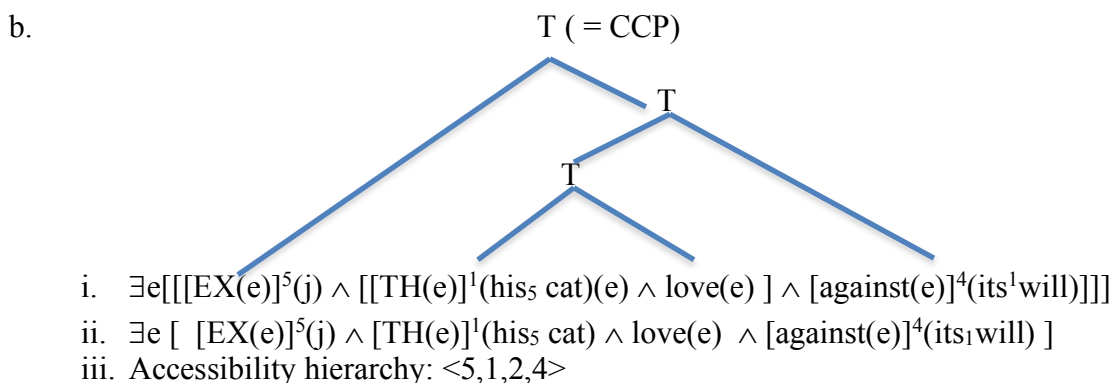 b. T ( = CCP)
T
T
i. ∃e[[[EX(e)]⁵(j) ∧ [[TH(e)]¹(his₅ cat)(e) ∧ love(e) ] ∧ [against(e)]⁴(its¹will)]]]
ii. ∃e [ [EX(e)]⁵(j) ∧ [TH(e)]¹(his₅ cat) ∧ love(e) ∧ [against(e)]⁴(its₁will) ]
iii. Accessibility hierarchy: <5,1,2,4>